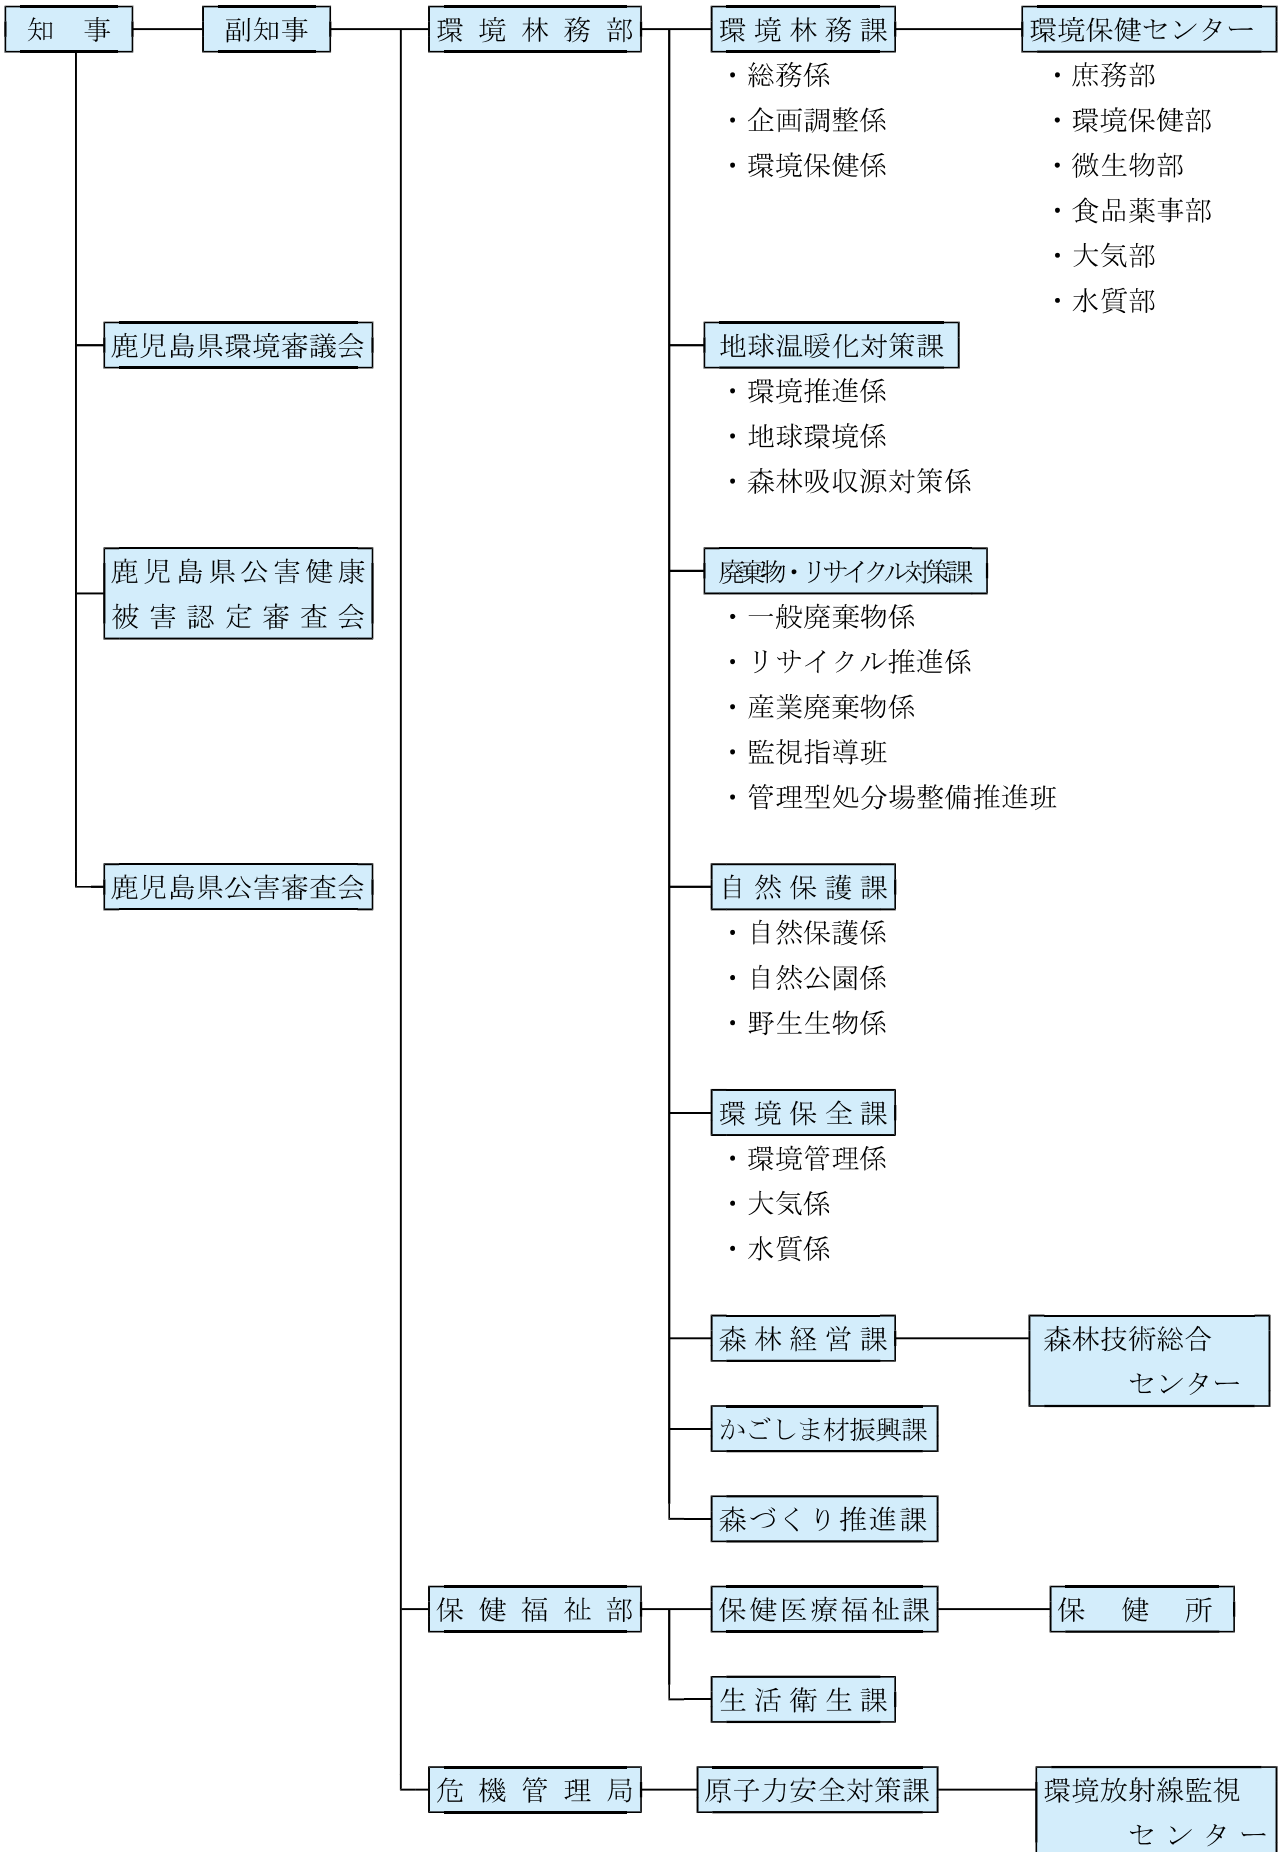 知事
副知事
環境林務部
環境林務課
環境保健センター
・総務係
・企画調整係
・環境保健係
・庶務部
・環境保健部
・微生物部
・食品薬事部
・大気部
・水質部
鹿児島県環境審議会
地球温暖化対策課
・環境推進係
・地球環境係
・森林吸収源対策係
鹿児島県公害健康
被害認定審査会
廃棄物・リサイクル対策課
・一般廃棄物係
・リサイクル推進係
・産業廃棄物係
・監視指導班
・管理型処分場整備推進班
鹿児島県公害審査会
自然保護課
・自然保護係
・自然公園係
・野生生物係
環境保全課
・環境管理係
・大気係
・水質係
森林経営課
森林技術総合
センター
かごしま材振興課
森づくり推進課
保健福祉部
保健医療福祉課
保健所
生活衛生課
危機管理局
原子力安全対策課
環境放射線監視
センター